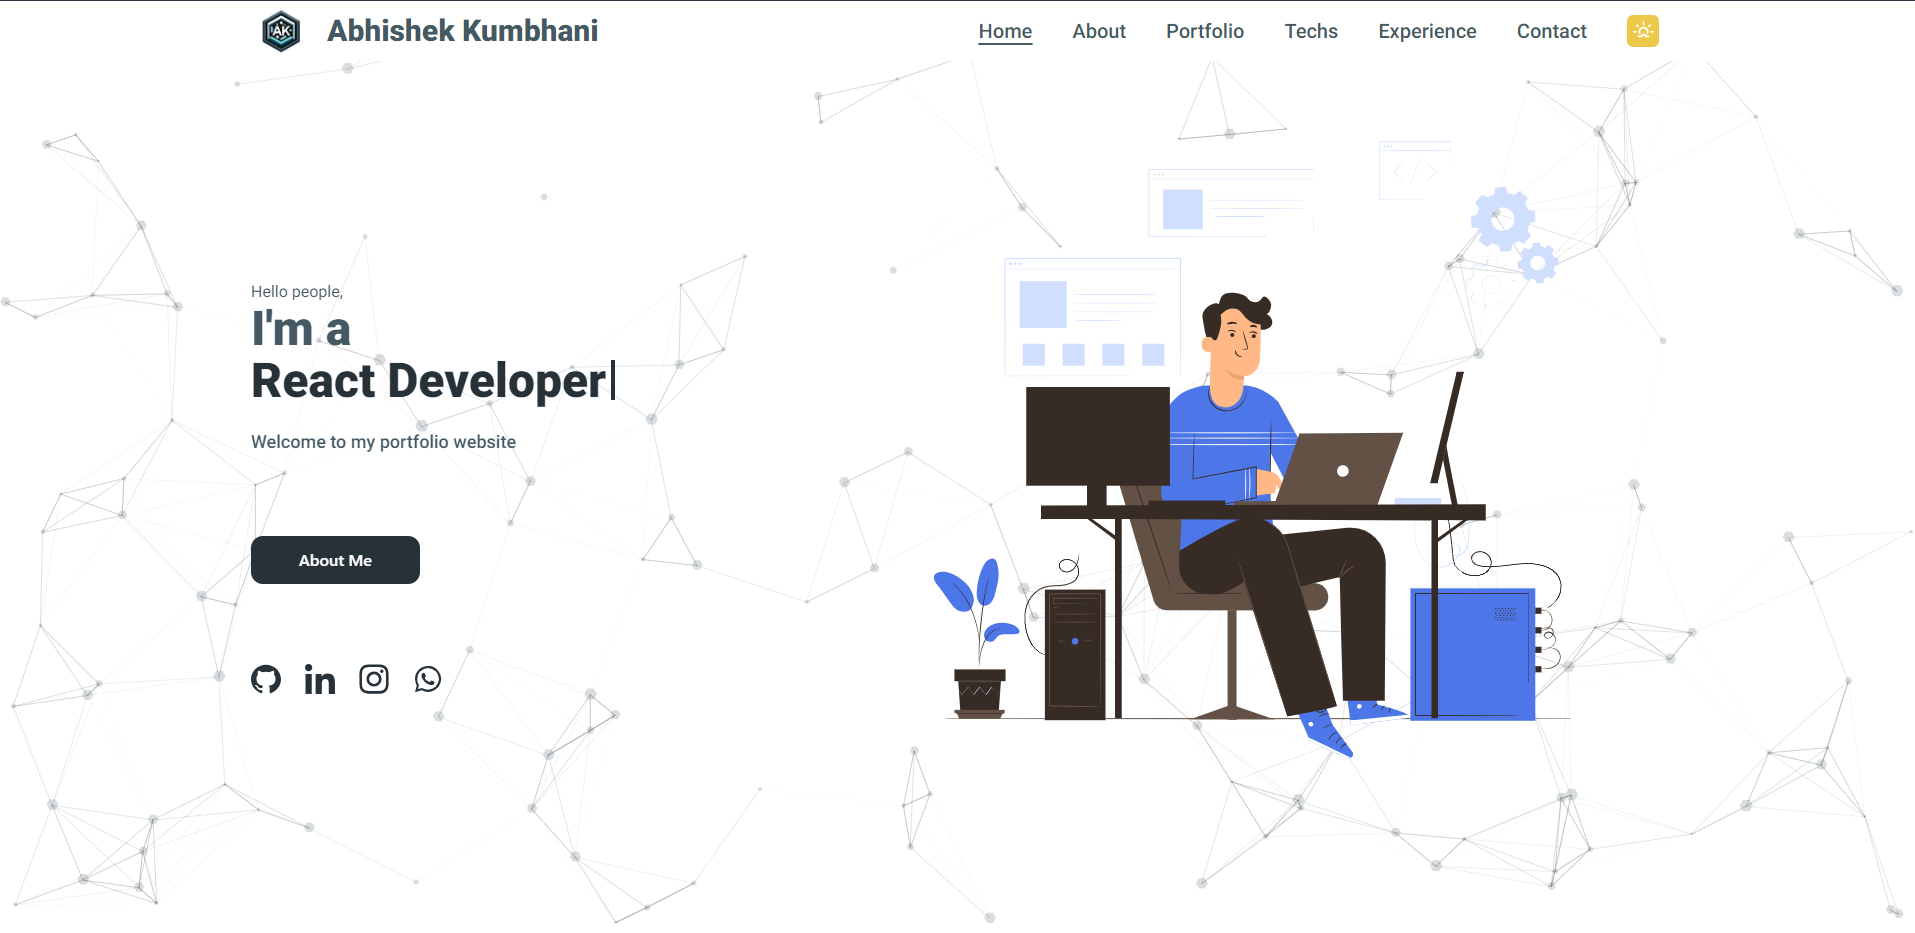 AK
Abhishek Kumbhani
Home
About
Portfolio
Techs
Experience
Contact
Hello people,
I'm a
React Developer
Welcome to my portfolio website
About Me